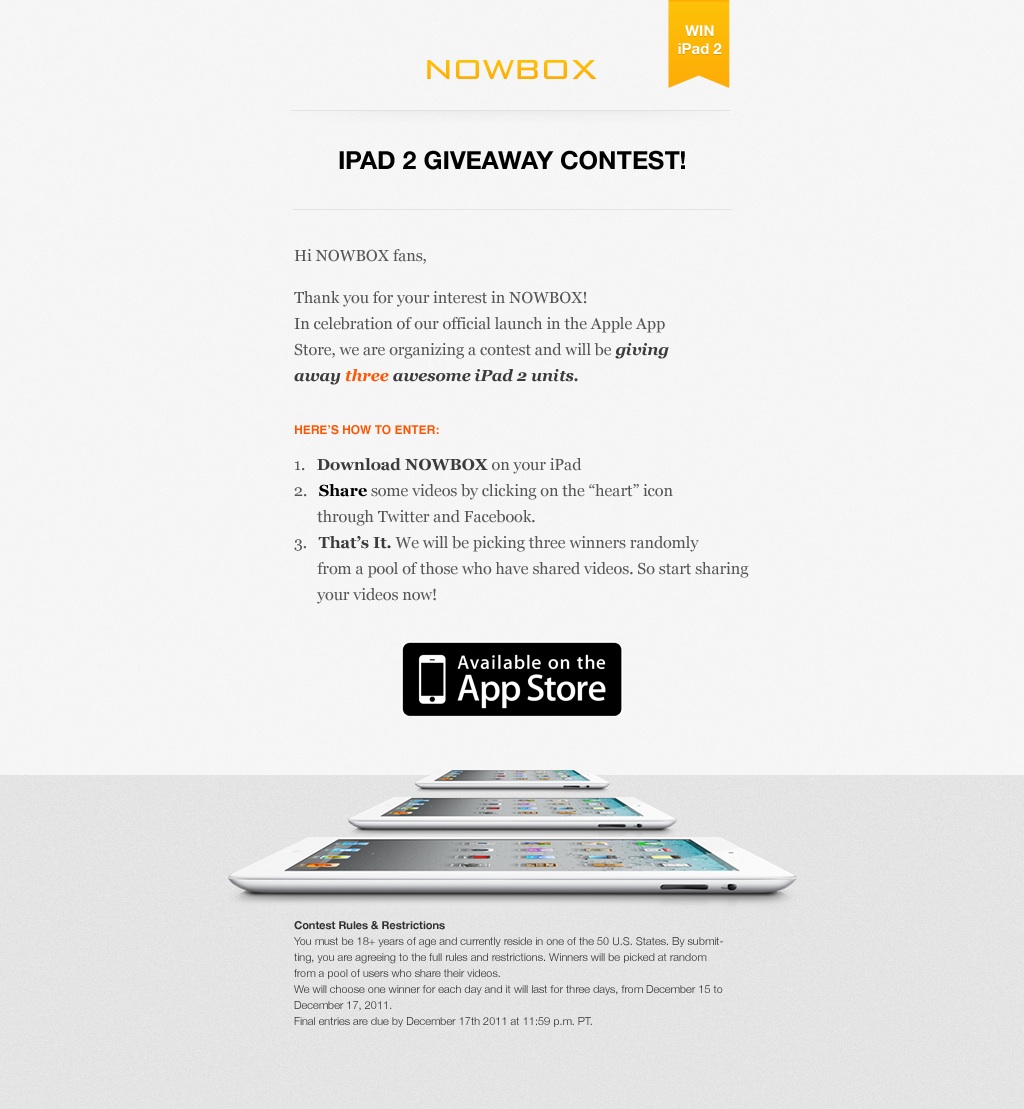 WIN
iPad 2
NOWBOX
IPAD 2 GIVEAWAY CONTEST!
Hi NOWBOX fans,
Thank you for your interest in NOWBOX!
In celebration of our official launch in the Apple App
Store, we are organizing a contest and will be giving
away three awesome iPad 2 units.
HERE’S HOW TO ENTER:
1. Download NOWBOX on your iPad
2. Share some videos by clicking on the “heart” icon
through Twitter and Facebook.
3. That’s It. We will be picking three winners randomly
from a pool of those who have shared videos. So start sharing
your videos now!
Available on the
App Store
Contest Rules & Restrictions
You must be 18+ years of age and currently reside in one of the 50 U.S. States. By submit-
ting, you are agreeing to the full rules and restrictions. Winners will be picked at random
from a pool of users who share their videos.
We will choose one winner for each day and it will last for three days, from December 15 to
December 17, 2011.
Final entries are due by December 17th 2011 at 11:59 p.m. PT.